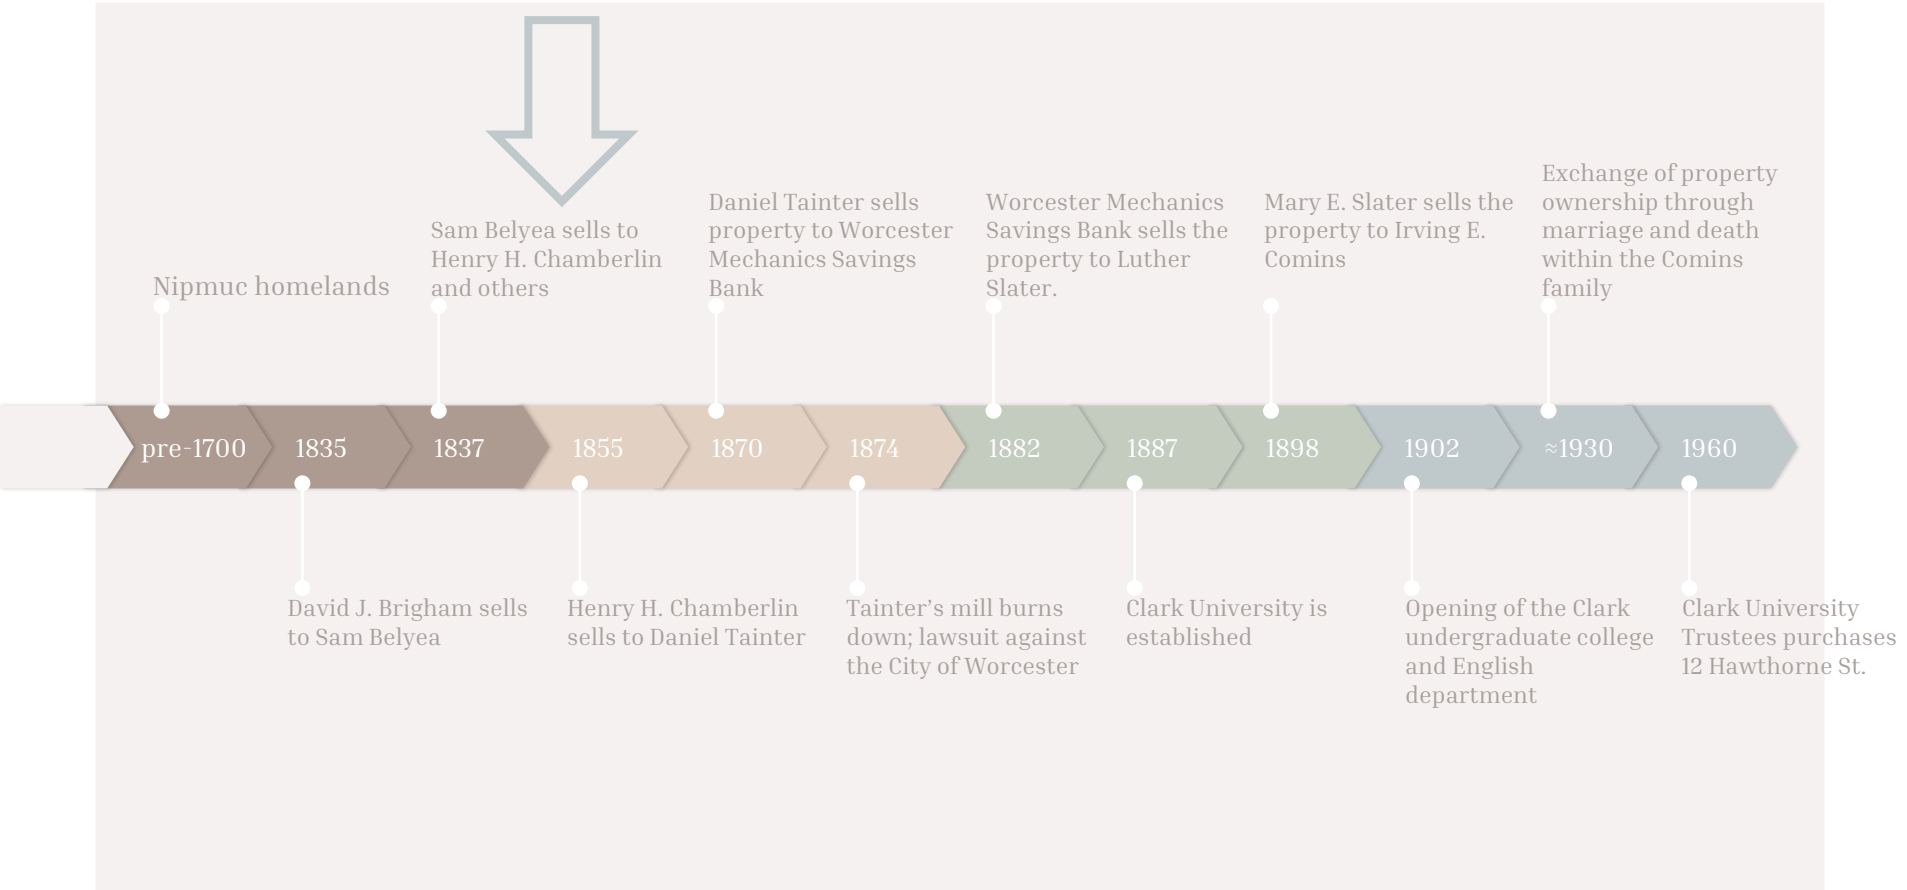 Nipmuc homelands
Sam Belyea sells to
Henry H. Chamberlin
and others
Daniel Tainter sells
property to Worcester
Mechanics Savings
Bank
Worcester Mechanics
Savings Bank sells the
property to Luther
Slater.
Mary E. Slater sells the
property to Irving E.
Comins
Exchange of property
ownership through
marriage and death
within the Comins
family
pre-1700 1835 1837 1855 1870 1874 1882 1887 1898 1902 ≈1930 1960
David J. Brigham sells
to Sam Belyea
Henry H. Chamberlin
sells to Daniel Tainter
Tainter’s mill burns
down; lawsuit against
the City of Worcester
Clark University is
established
Opening of the Clark
undergraduate college
and English
department
Clark University
Trustees purchases
12 Hawthorne St.